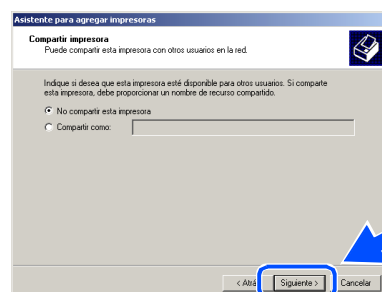 Asistente para agregar impresoras
Compartir impresora
Puede compartir esta impresora con otros usuarios en la red.
Indique si desea que esta impresora esté disponible para otros usuarios. Si comparte
esta impresora, debe proporcionar un nombre de recurso compartido.
No compartir esta impresora
Compartir como:
< Atrá
Siguiente >
Cancelar